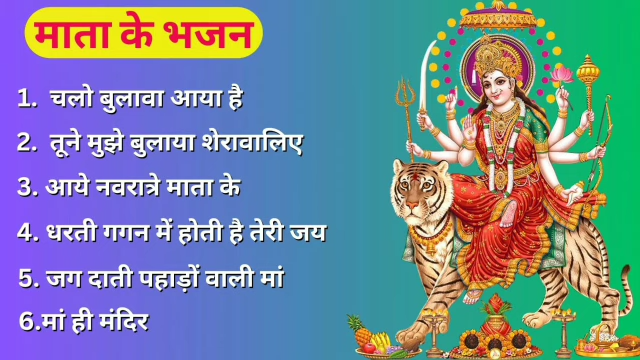 माता के भजन
1. चलो बुलावा आया है
2. तूने मुझे बुलाया शेरावालिए
3. आये नवरात्रे माता के
4. धरती गगन में होती है तेरी जय
5. जग दाती पहाड़ों वाली मां
6.मां ही मंदिर